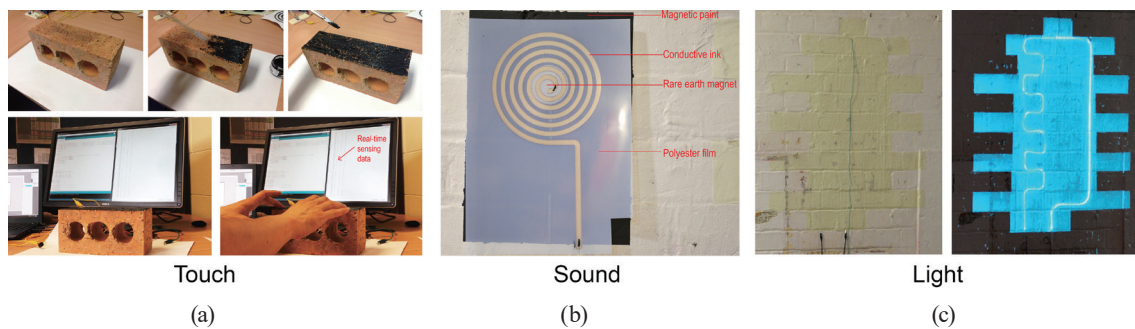 Real-time
sensing
data
Touch
(a)
Magnetic paint
Conductive ink
Rare earth magnet
Polyester film
Sound
(b)
Light
(c)